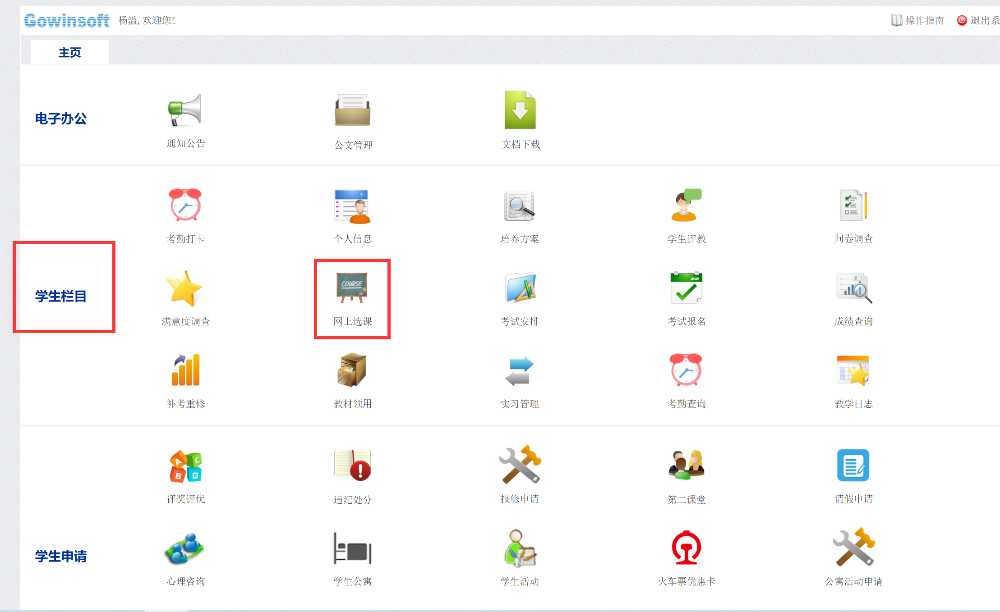 Gowinsoft 杨溢, 欢迎您! 操作指南 退出系
主页
电子办公
通知公告 公文管理 文档下载
考勤打卡 个人信息 培养方案 学生评教 问卷调查
学生栏目
COURSE
满意度调查 网上选课 考试安排 考试报名 成绩查询
补考重修 教材领用 实习管理 考勤查询 教学日志
A C B D
评奖评优 违纪处分 报修申请 第二课堂 请假申请
学生申请
心理咨询 学生公寓 学生活动 火车票优惠卡 公寓活动申请